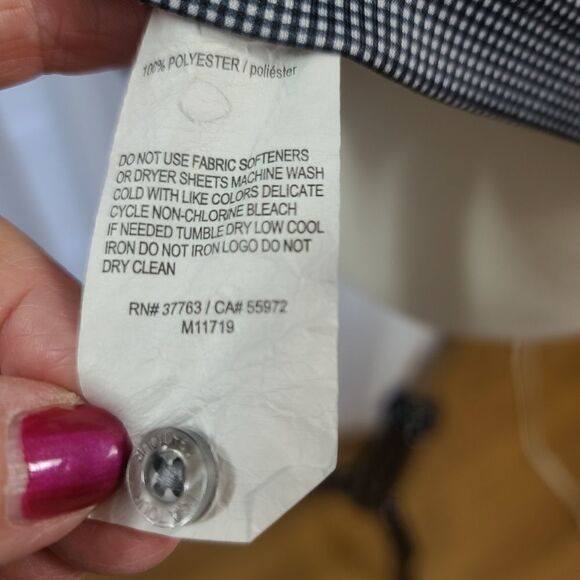 100% POLYESTER / poliéster
DO NOT USE FABRIC SOFTENERS
OR DRYER SHEETS MACHINE WASH
COLD WITH LIKE COLORS DELICATE
CYCLE NON-CHLORINE BLEACH
IF NEEDED TUMBLE DRY LOW COOL
IRON DO NOT IRON LOGO DO NOT
DRY CLEAN
RN# 37763 / CA# 55972
M11719